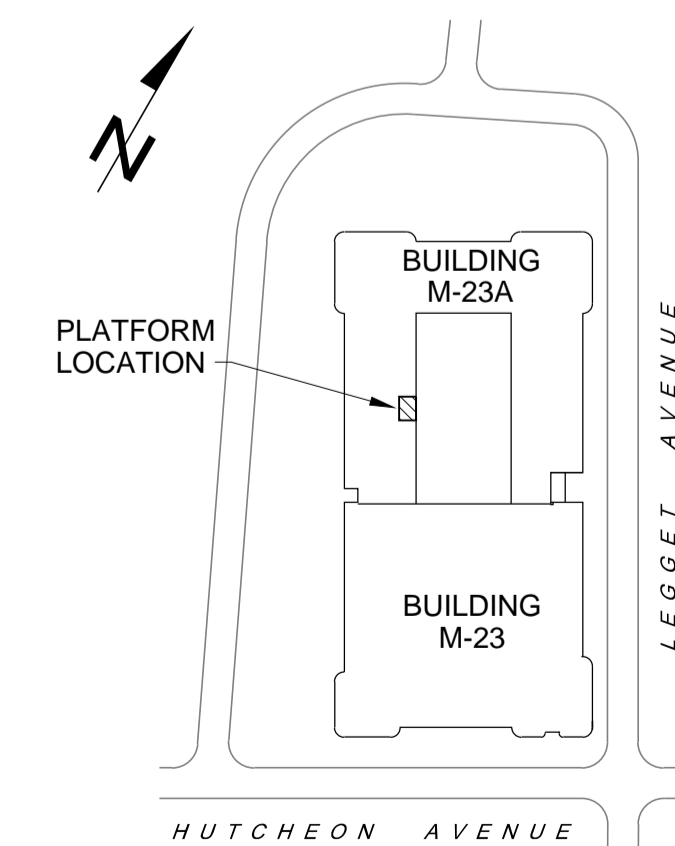 N
BUILDING
M-23A
PLATFORM
LOCATION
BUILDING
M-23
LEGGET AVENUE
HUTCHEON AVENUE